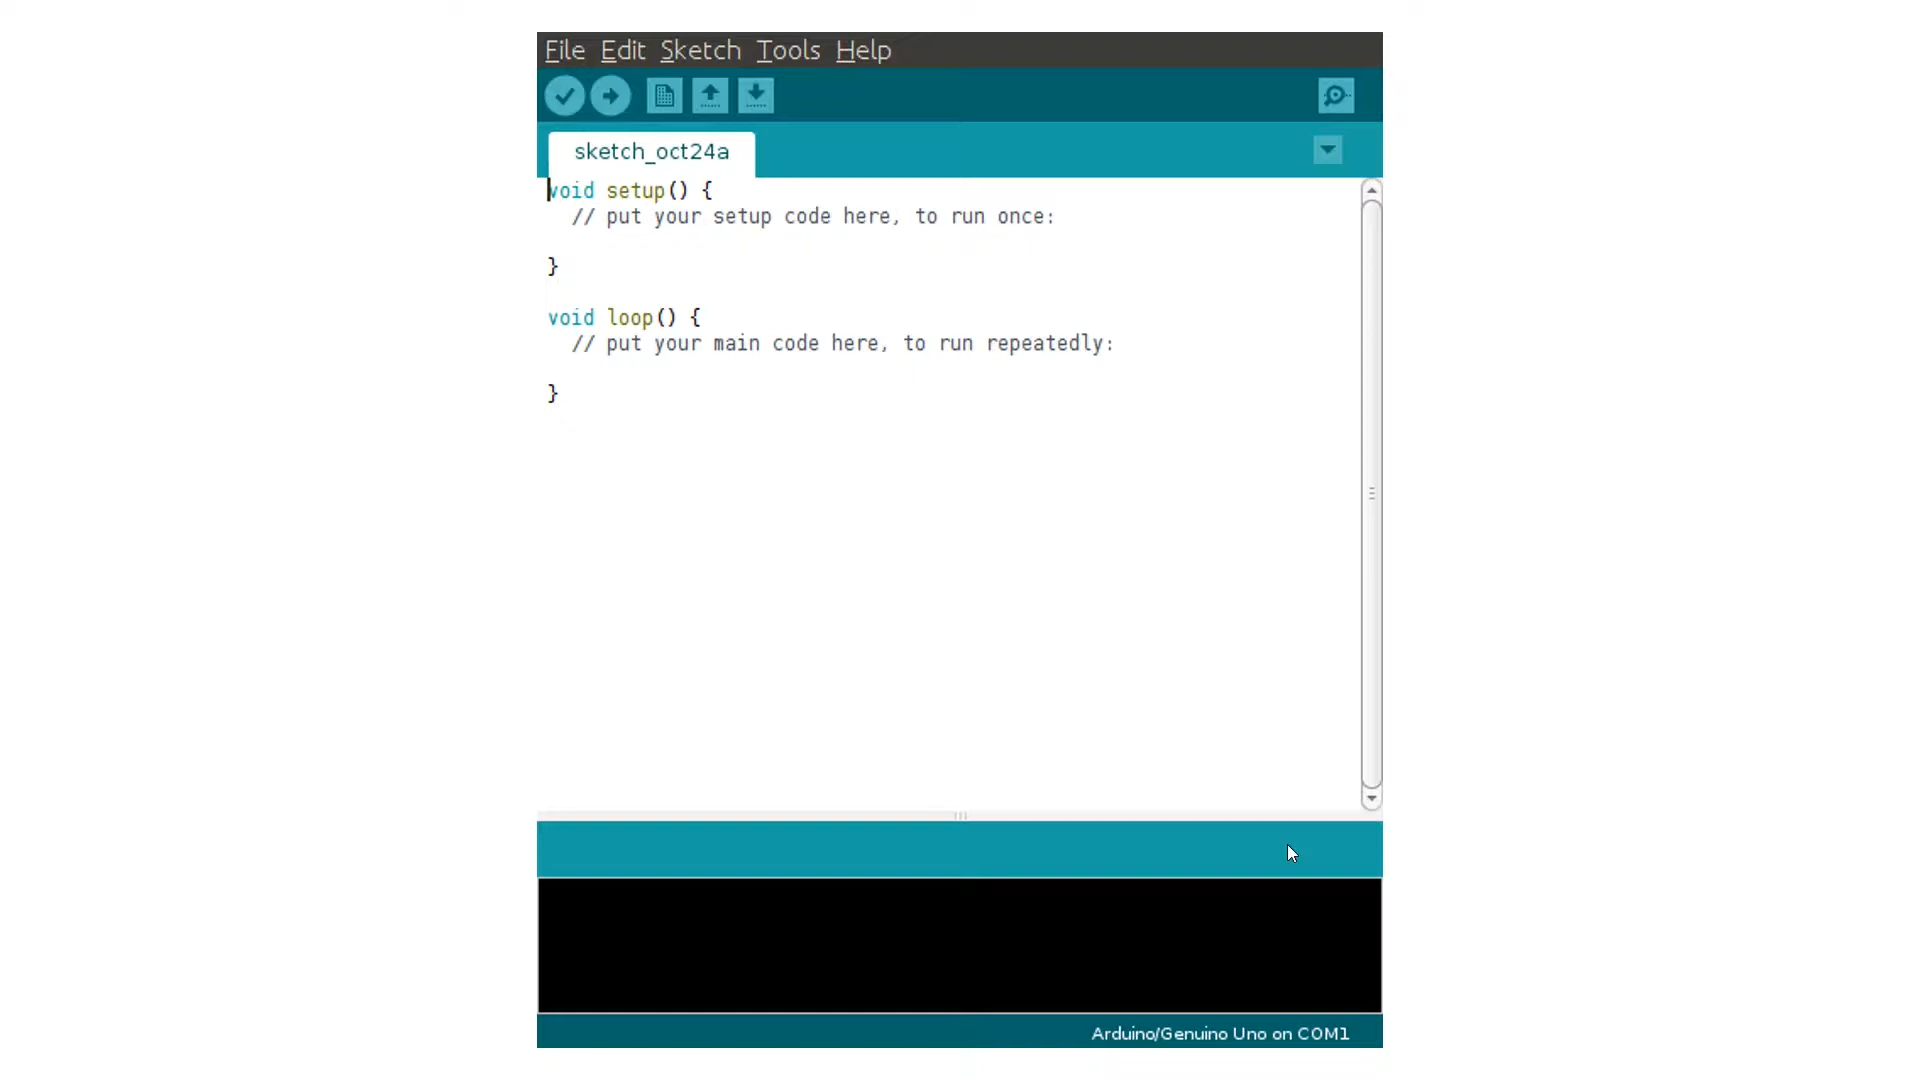 File Edit Sketch Tools Help
sketch_oct24a
void setup() {
  // put your setup code here, to run once:
}
void loop() {
  // put your main code here, to run repeatedly:
}
Arduino/Genuino Uno on COM1